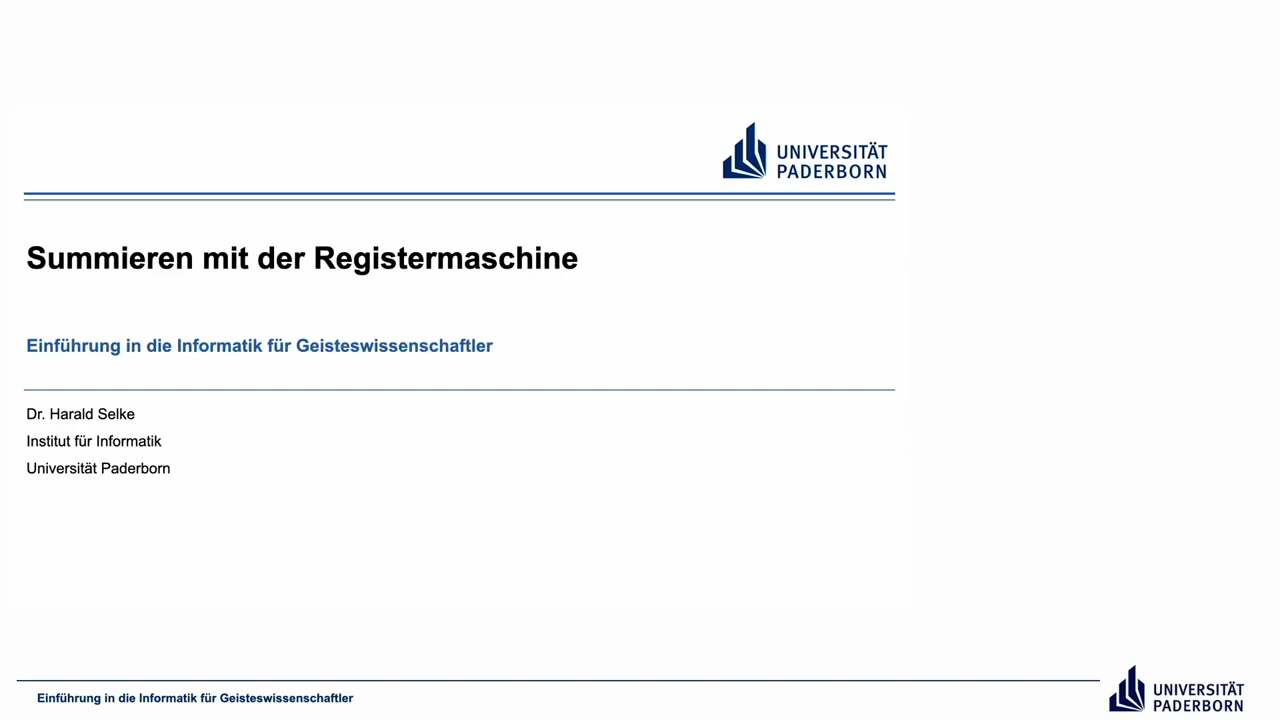 UNIVERSITÄT
PADERBORN
Summieren mit der Registermaschine
Einführung in die Informatik für Geisteswissenschaftler
Dr. Harald Selke
Institut für Informatik
Universität Paderborn
Einführung in die Informatik für Geisteswissenschaftler
UNIVERSITÄT
PADERBORN